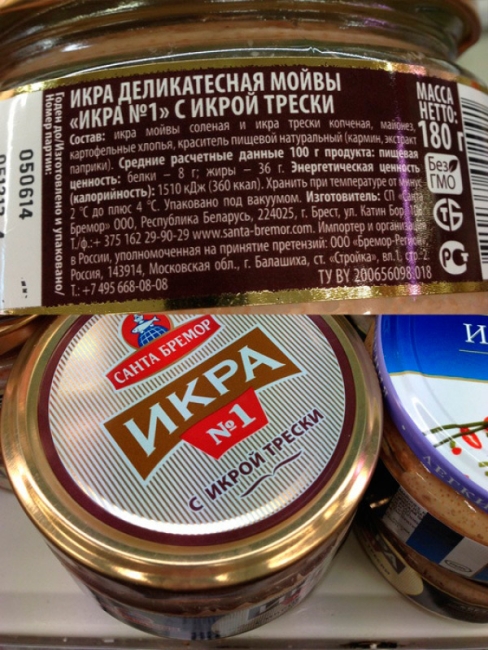 ИКРА ДЕЛИКАТЕСНАЯ МОЙВЫ
«ИКРА №1» С ИКРОЙ ТРЕСКИ
Состав: икра мойвы соленая и икра трески копченая, майонез,
картофельные хлопья, краситель пищевой натуральный (кармин, экстракт
паприки). Средние расчетные данные 100 г продукта: пищевая
ценность: белки – 8 г; жиры – 36 г. Энергетическая ценность
(калорийность): 1510 кДж (360 ккал). Хранить при температуре от минус
2 °С до плюс 4 °С. Упаковано под вакуумом. Изготовитель: СП «Санта
Бремор» ООО, Республика Беларусь, 224025, г. Брест, ул. Катин Бор,
Т./ф.:+ 375 162 29-90-29 www.santa-bremor.com. Импортер и организация
в России, уполномоченная на принятие претензий: ООО «Бремор-Регион»,
Россия, 143914, Московская обл., г. Балашиха, ст. «Стройка», вл.1, стр. 2.
Т.:+7 495 668-08-08
ТУ BY 200656098.018
Годен до/Изготовлено и упаковано/
Номер партии:
050614
МАССА
НЕТТО:
180 г
Без
ГМО
САНТА БРЕМОР
ИКРА
№1
С ИКРОЙ ТРЕСКИ